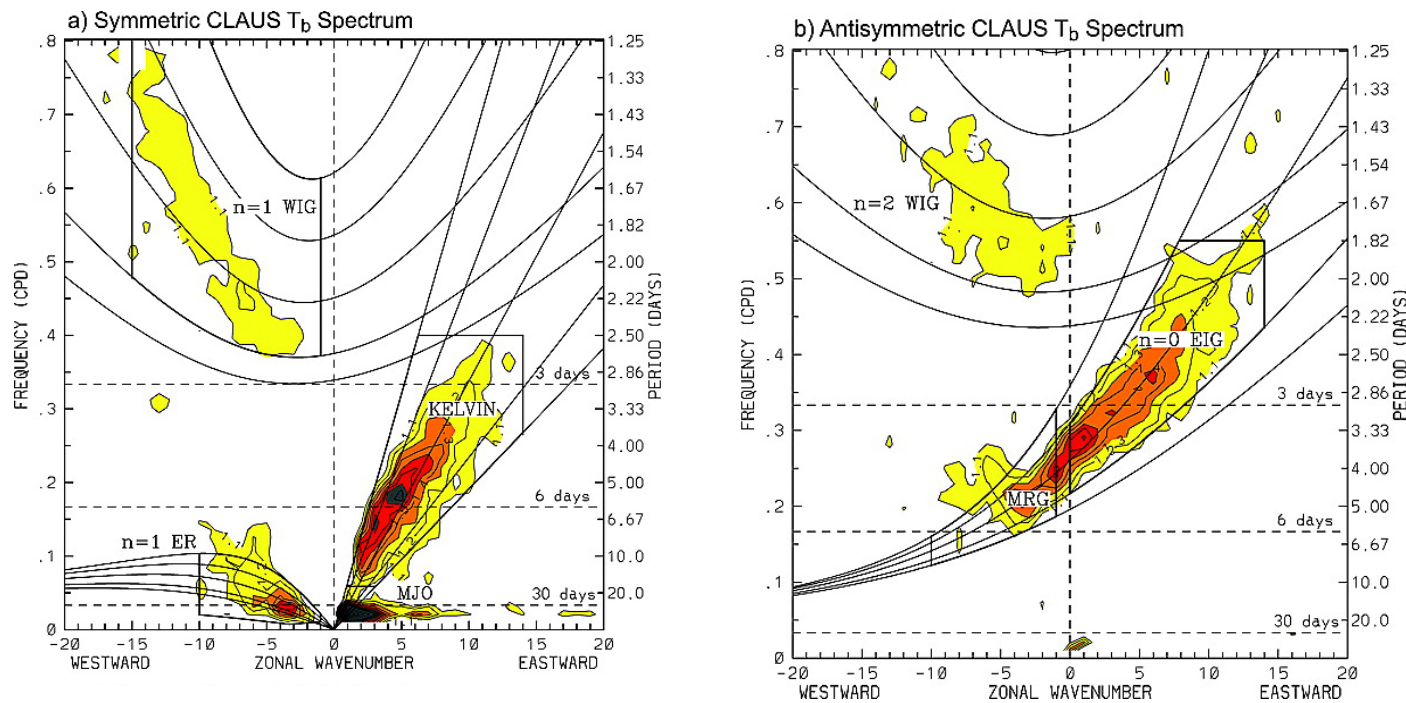 a) Symmetric CLAUS Tb Spectrum
.8
.7
.6
.5
.4
.3
.2
.1
0
FREQUENCY (CPD)
1.25
1.33
1.43
1.54
1.67
1.82
2.00
2.22
2.50
2.86
3.33
4.00
5.00
6.67
10.0
20.0
PERIOD (DAYS)
n=1 WIG
3 days
KELVIN
6 days
n=1 ER
MJO
30 days
-20 -15 -10 -5 0 5 10 15 20
WESTWARD ZONAL WAVENUMBER EASTWARD
b) Antisymmetric CLAUS Tb Spectrum
.8
.7
.6
.5
.4
.3
.2
.1
0
FREQUENCY (CPD)
1.25
1.33
1.43
1.54
1.67
1.82
2.00
2.22
2.50
2.86
3.33
4.00
5.00
6.67
10.0
20.0
PERIOD (DAYS)
n=2 WIG
n=0 EIG
3 days
MRG
6 days
30 days
-20 -15 -10 -5 0 5 10 15 20
WESTWARD ZONAL WAVENUMBER EASTWARD